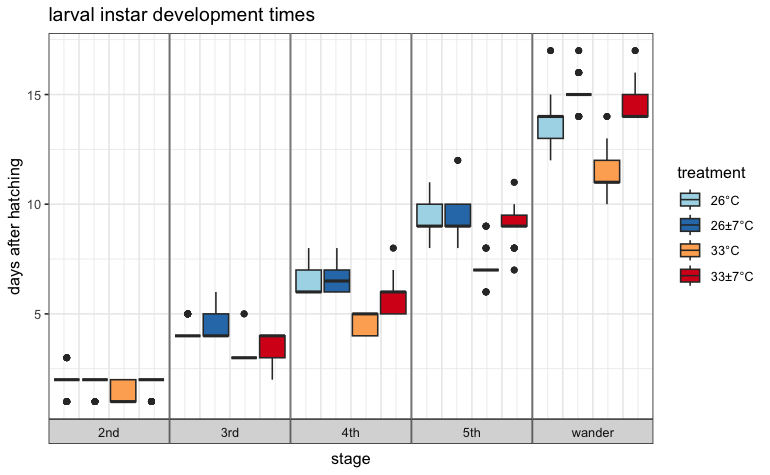 larval instar development times
days after hatching
15
10
5
2nd
3rd
4th
5th
wander
stage
treatment
26°C
26±7°C
33°C
33±7°C